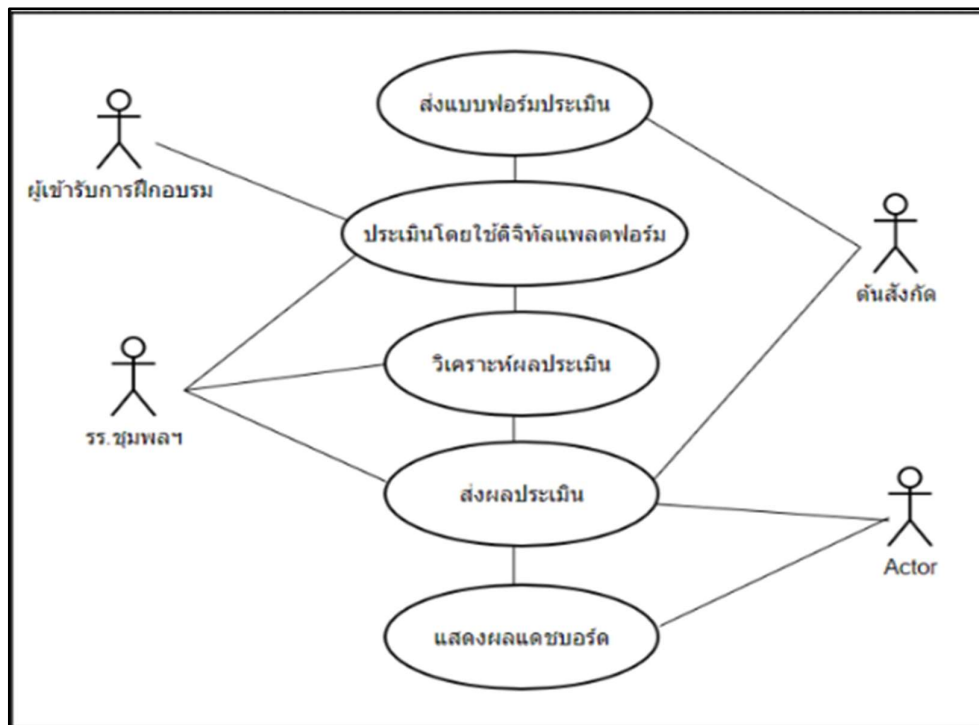 ส่งแบบฟอร์มประเมิน
ผู้เข้ารับการฝึกอบรม
ประเมินโดยใช้ดิจิทัลแพลตฟอร์ม
ต้นสังกัด
วิเคราะห์ผลประเมิน
รร.ชุมพลฯ
ส่งผลประเมิน
Actor
แสดงผลแดชบอร์ด